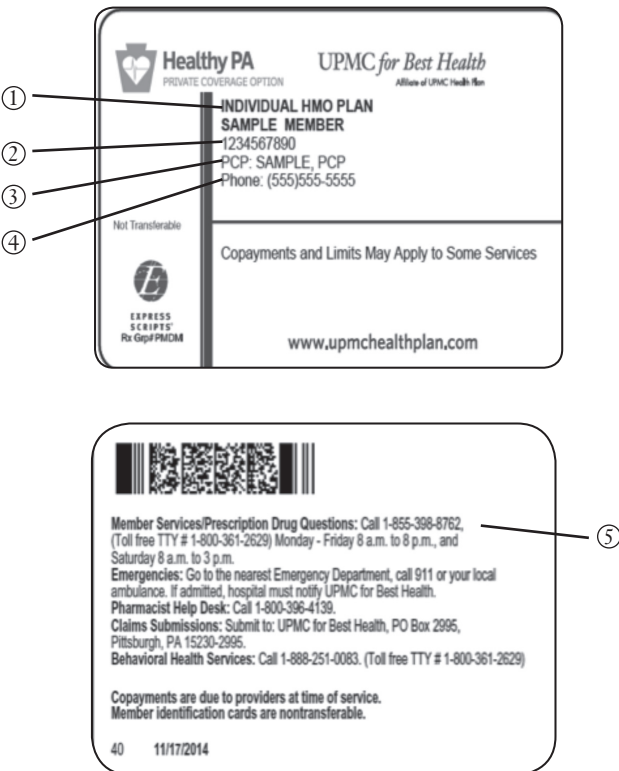 Healthy PA
PRIVATE COVERAGE OPTION
UPMC for Best Health
Affiliate of UPMC Health Plan
① INDIVIDUAL HMO PLAN
SAMPLE MEMBER
② 1234567890
③ PCP: SAMPLE, PCP
④ Phone: (555)555-5555
Not Transferable
Copayments and Limits May Apply to Some Services
E
EXPRESS
SCRIPTS'
Rx Grp# PMDMI
www.upmchealthplan.com
Member Services/Prescription Drug Questions: Call 1-855-398-8762, ⑤
(Toll free TTY # 1-800-361-2629) Monday - Friday 8 a.m. to 8 p.m., and
Saturday 8 a.m. to 3 p.m.
Emergencies: Go to the nearest Emergency Department, call 911 or your local
ambulance. If admitted, hospital must notify UPMC for Best Health.
Pharmacist Help Desk: Call 1-800-396-4139.
Claims Submissions: Submit to: UPMC for Best Health, PO Box 2995,
Pittsburgh, PA 15230-2995.
Behavioral Health Services: Call 1-888-251-0083. (Toll free TTY # 1-800-361-2629)
Copayments are due to providers at time of service.
Member identification cards are nontransferable.
40 11/17/2014